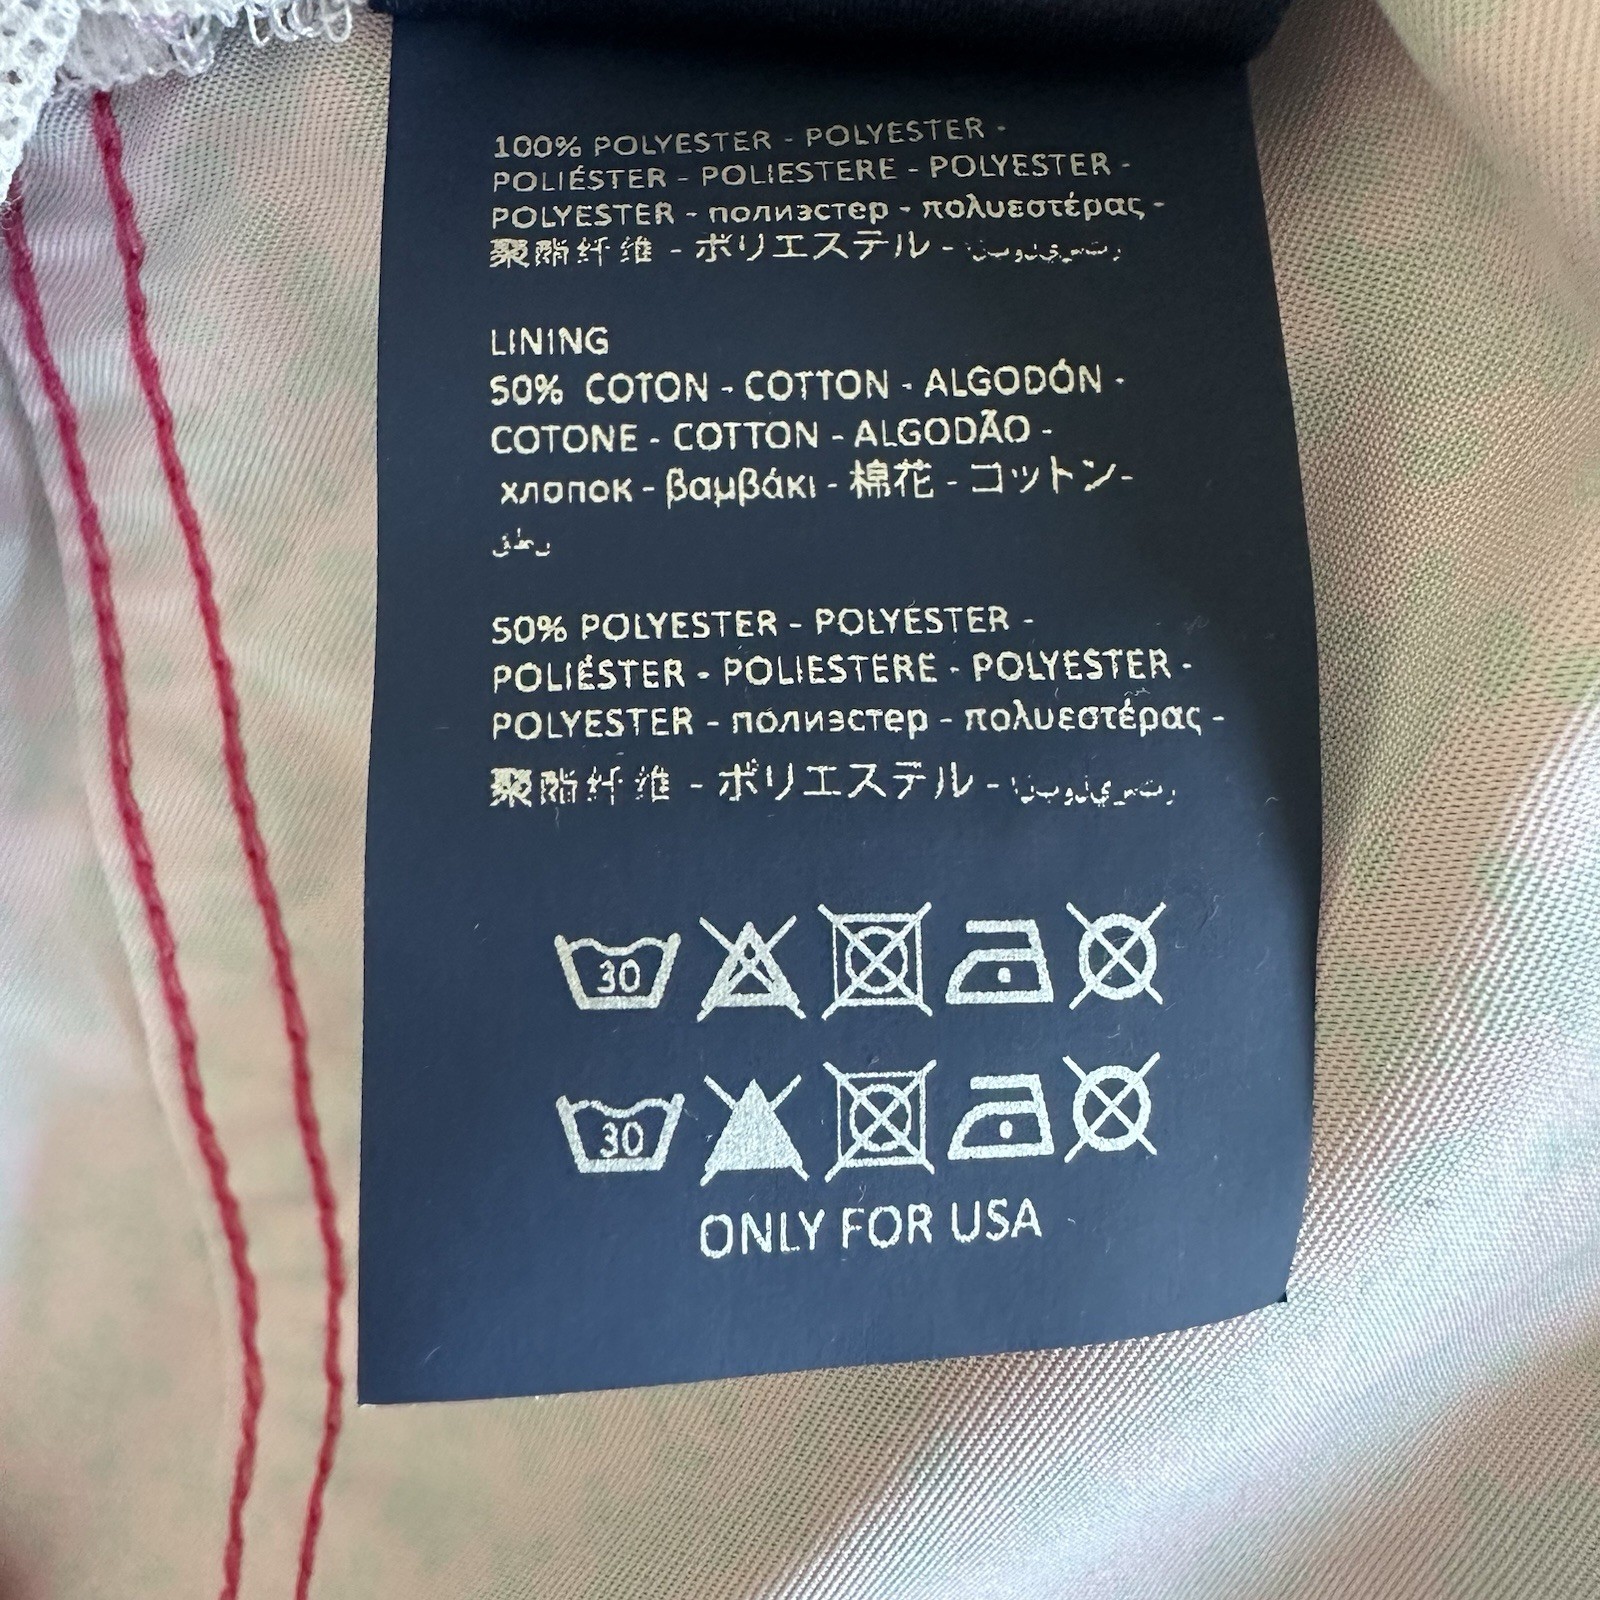 100% POLYESTER - POLYESTER -
POLIÉSTER - POLIESTERE - POLYESTER -
POLYESTER - полиэстер - πολυεστέρας -
聚酯纤维 - ポリエステル -
LINING
50% COTON - COTTON - ALGODÓN -
COTONE - COTTON - ALGODÃO -
хлопок - βαμβάκι - 棉花 - コットン-
50% POLYESTER - POLYESTER -
POLIÉSTER - POLIESTERE - POLYESTER -
POLYESTER - полиэстер - πολυεστέρας -
聚酯纤维 - ポリエステル -
30
30
ONLY FOR USA